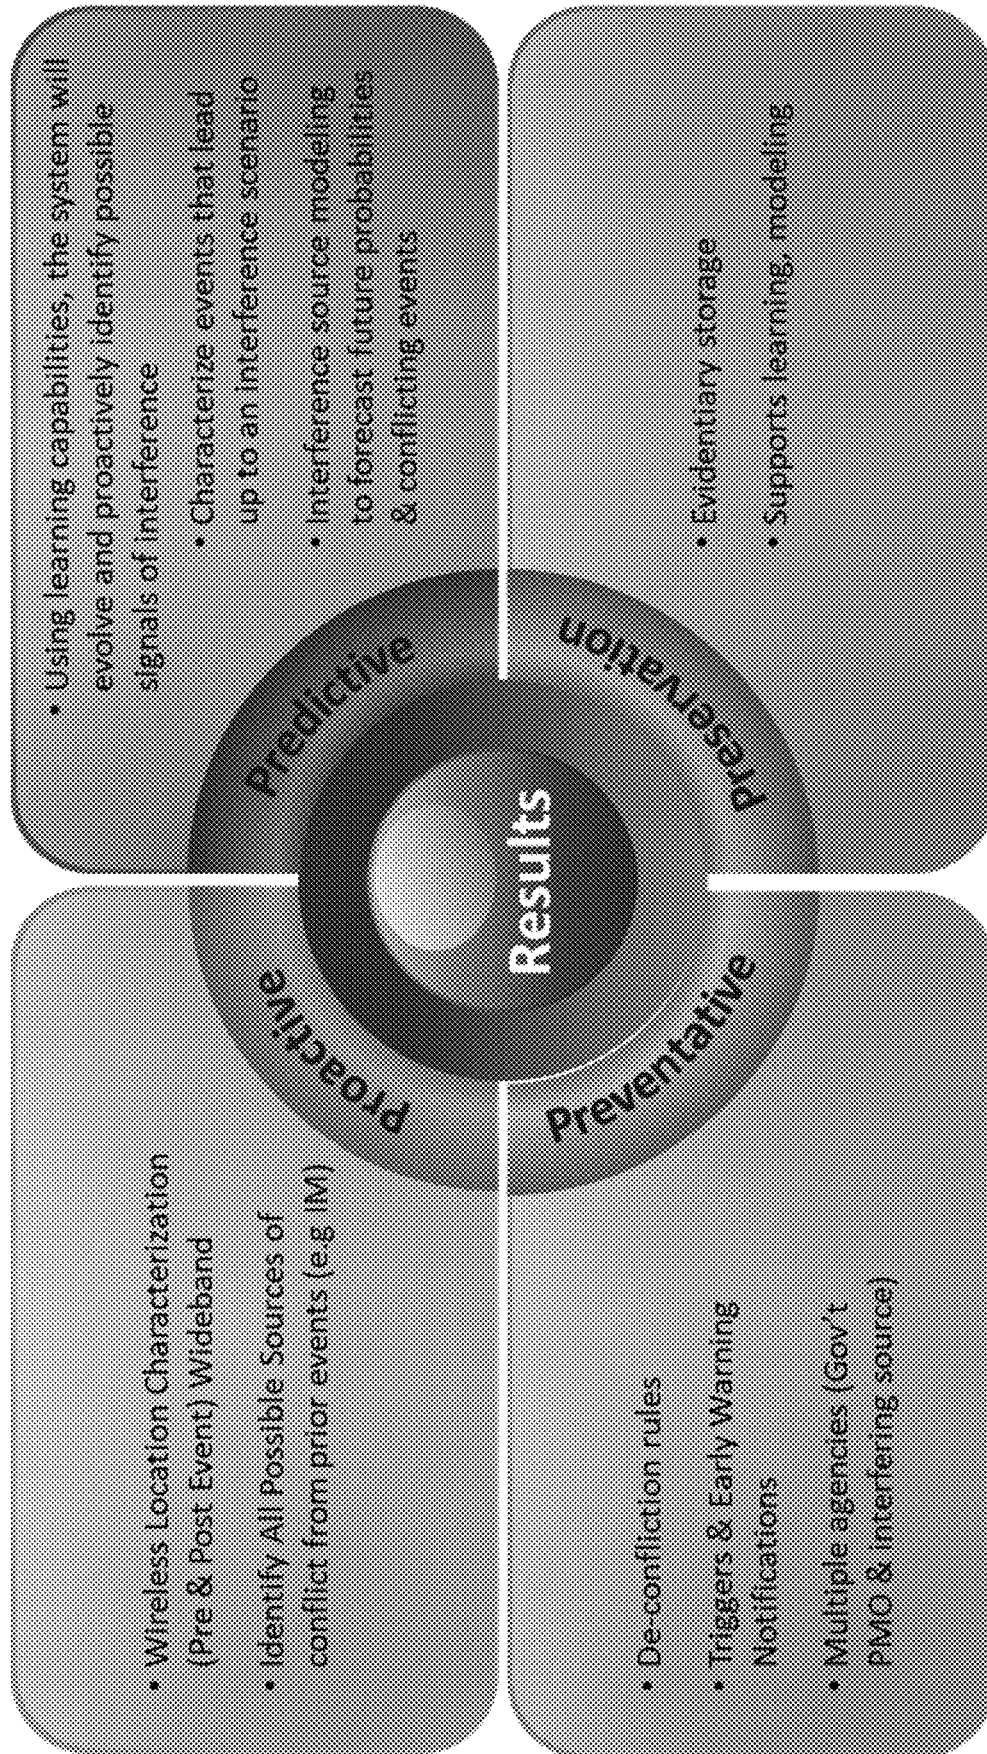 • Wireless Location Characterization
(Pre & Post Event) Wideband
• Identify All Possible Sources of
conflict from prior events (e.g. IM)
Proactive
• Using learning capabilities, the system will
evolve and proactively identify possible
signals of interference
• Characterize events that lead
up to an interference scenario
• Interference source modeling
to forecast future probabilities
& conflicting events
Predictive
Results
• De-confliction rules
• Triggers & Early Warning
Notifications
• Multiple agencies (Gov't
PMO & interfering source)
Preventative
• Evidentiary storage
• Supports learning, modeling
Preservation